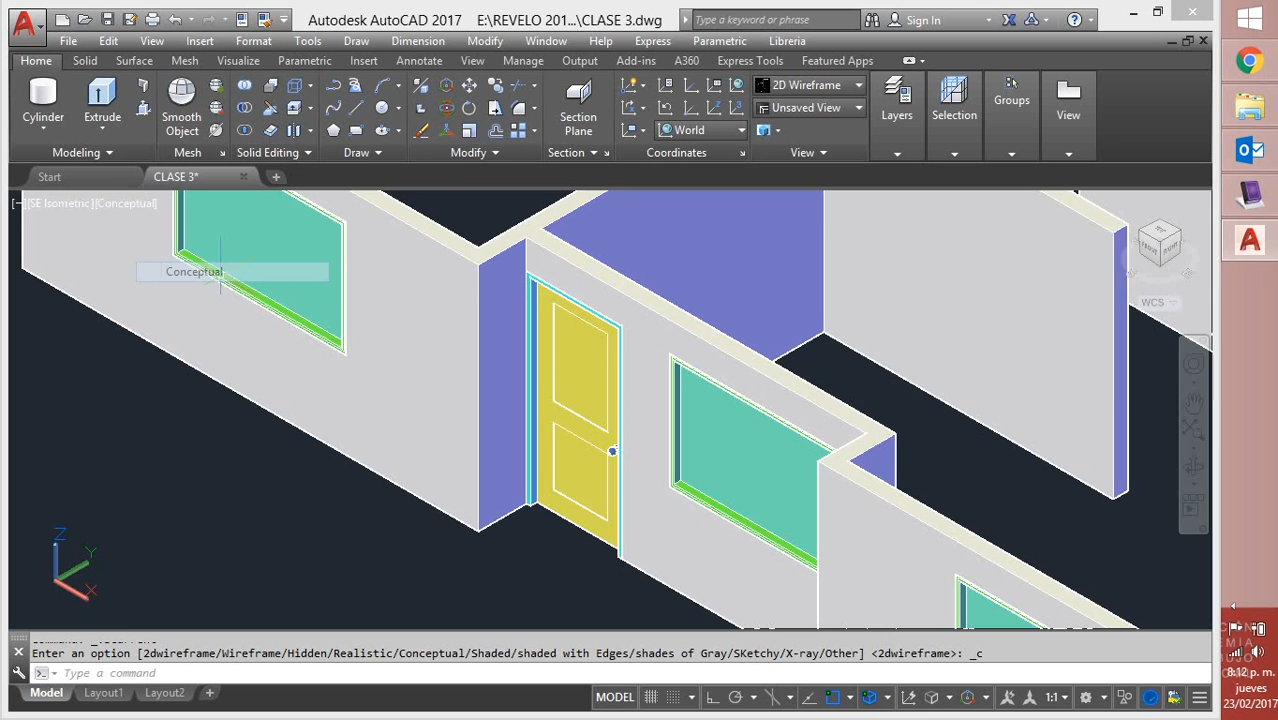 Autodesk AutoCAD 2017 E:\REVELO 201...\CLASE 3.dwg
Type a keyword or phrase
Sign In
File Edit View Insert Format Tools Draw Dimension Modify Window Help Express Parametric Libreria
Home Solid Surface Mesh Visualize Parametric Insert Annotate View Manage Output Add-ins A360 Express Tools Featured Apps
2D Wireframe
Unsaved View
World
Cylinder Extrude Smooth Object Section Plane Layers Selection Groups View
Modeling Mesh Solid Editing Draw Modify Section Coordinates View
Start CLASE 3*
[−][SE Isometric][Conceptual]
Conceptual
TOP
FRONT RIGHT
WCS
Z
Y
X
Enter an option [2dwireframe/Wireframe/Hidden/Realistic/Conceptual/Shaded/shaded with Edges/shades of Gray/SKetchy/X-ray/Other] <2dwireframe>: _c
Type a command
Model Layout1 Layout2
MODEL 1:1
8:12 p. m.
jueves
23/02/2017